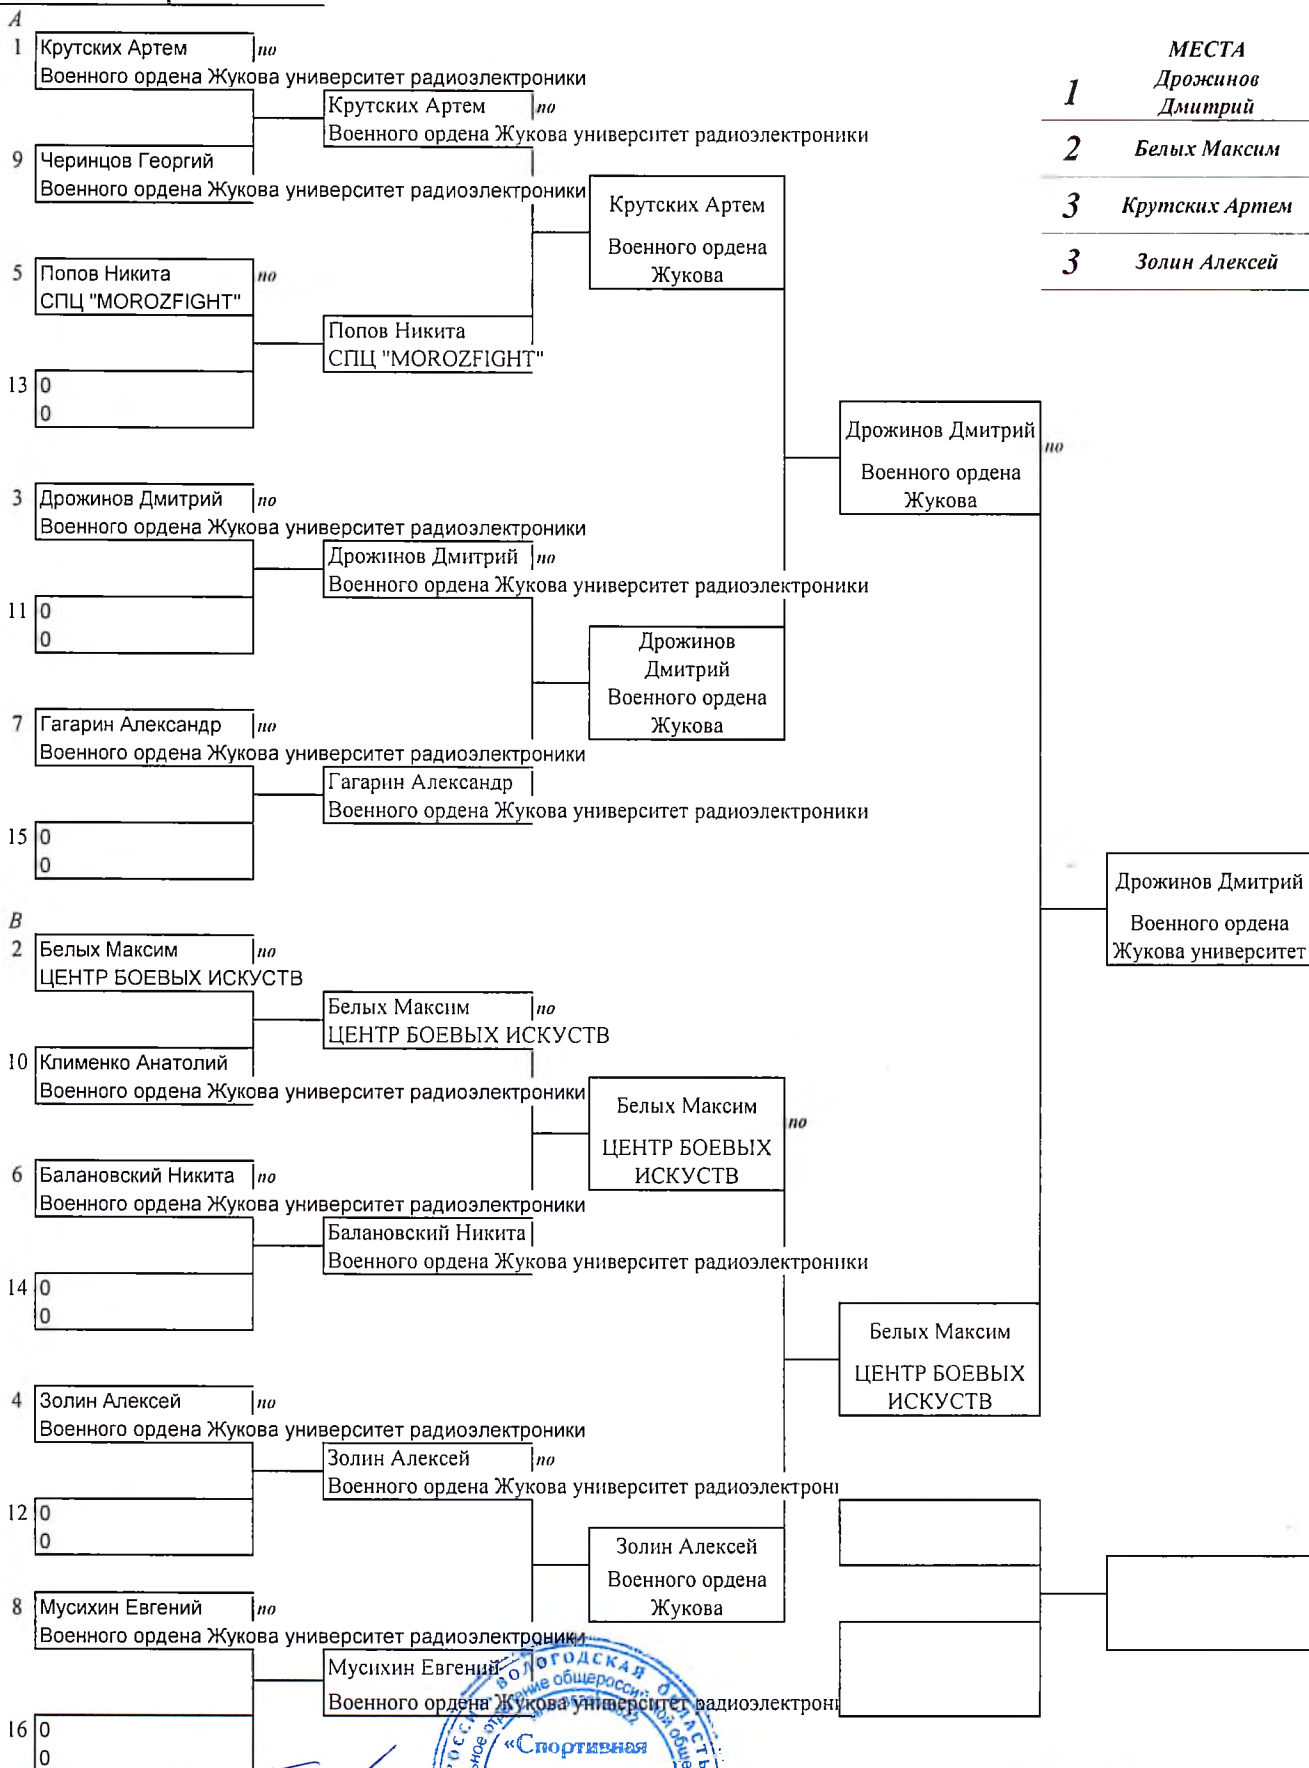 A
1 Крутских Артем по
Военного ордена Жукова университет радиоэлектроники
Крутских Артем по
Военного ордена Жукова университет радиоэлектроники
9 Черинцов Георгий
Военного ордена Жукова университет радиоэлектроники
Крутских Артем
Военного ордена
Жукова
5 Попов Никита по
СПЦ "MOROZFIGHT"
Попов Никита
СПЦ "MOROZFIGHT"
13 0
0
МЕСТА
1 Дрожинов
Дмитрий
2 Белых Максим
3 Крутских Артем
3 Золин Алексей
Дрожинов Дмитрий по
Военного ордена
Жукова
3 Дрожинов Дмитрий по
Военного ордена Жукова университет радиоэлектроники
Дрожинов Дмитрий по
Военного ордена Жукова университет радиоэлектроники
11 0
0
Дрожинов
Дмитрий
Военного ордена
Жукова
7 Гагарин Александр по
Военного ордена Жукова университет радиоэлектроники
Гагарин Александр
Военного ордена Жукова университет радиоэлектроники
15 0
0
Дрожинов Дмитрий
Военного ордена
Жукова университет
B
2 Белых Максим по
ЦЕНТР БОЕВЫХ ИСКУСТВ
Белых Максим по
ЦЕНТР БОЕВЫХ ИСКУСТВ
10 Клименко Анатолий
Военного ордена Жукова университет радиоэлектроники
Белых Максим по
ЦЕНТР БОЕВЫХ
ИСКУСТВ
6 Балановский Никита по
Военного ордена Жукова университет радиоэлектроники
Балановский Никита
Военного ордена Жукова университет радиоэлектроники
14 0
0
Белых Максим
ЦЕНТР БОЕВЫХ
ИСКУСТВ
4 Золин Алексей по
Военного ордена Жукова университет радиоэлектроники
Золин Алексей по
Военного ордена Жукова университет радиоэлектрони
12 0
0
Золин Алексей
Военного ордена
Жукова
8 Мусихин Евгений по
Военного ордена Жукова университет радиоэлектроники
Мусихин Евгений
Военного ордена Жукова университет радиоэлектрони
16 0
0
ВОЛОГОДСКАЯ ОБЛАСТЬ
«Спортивная